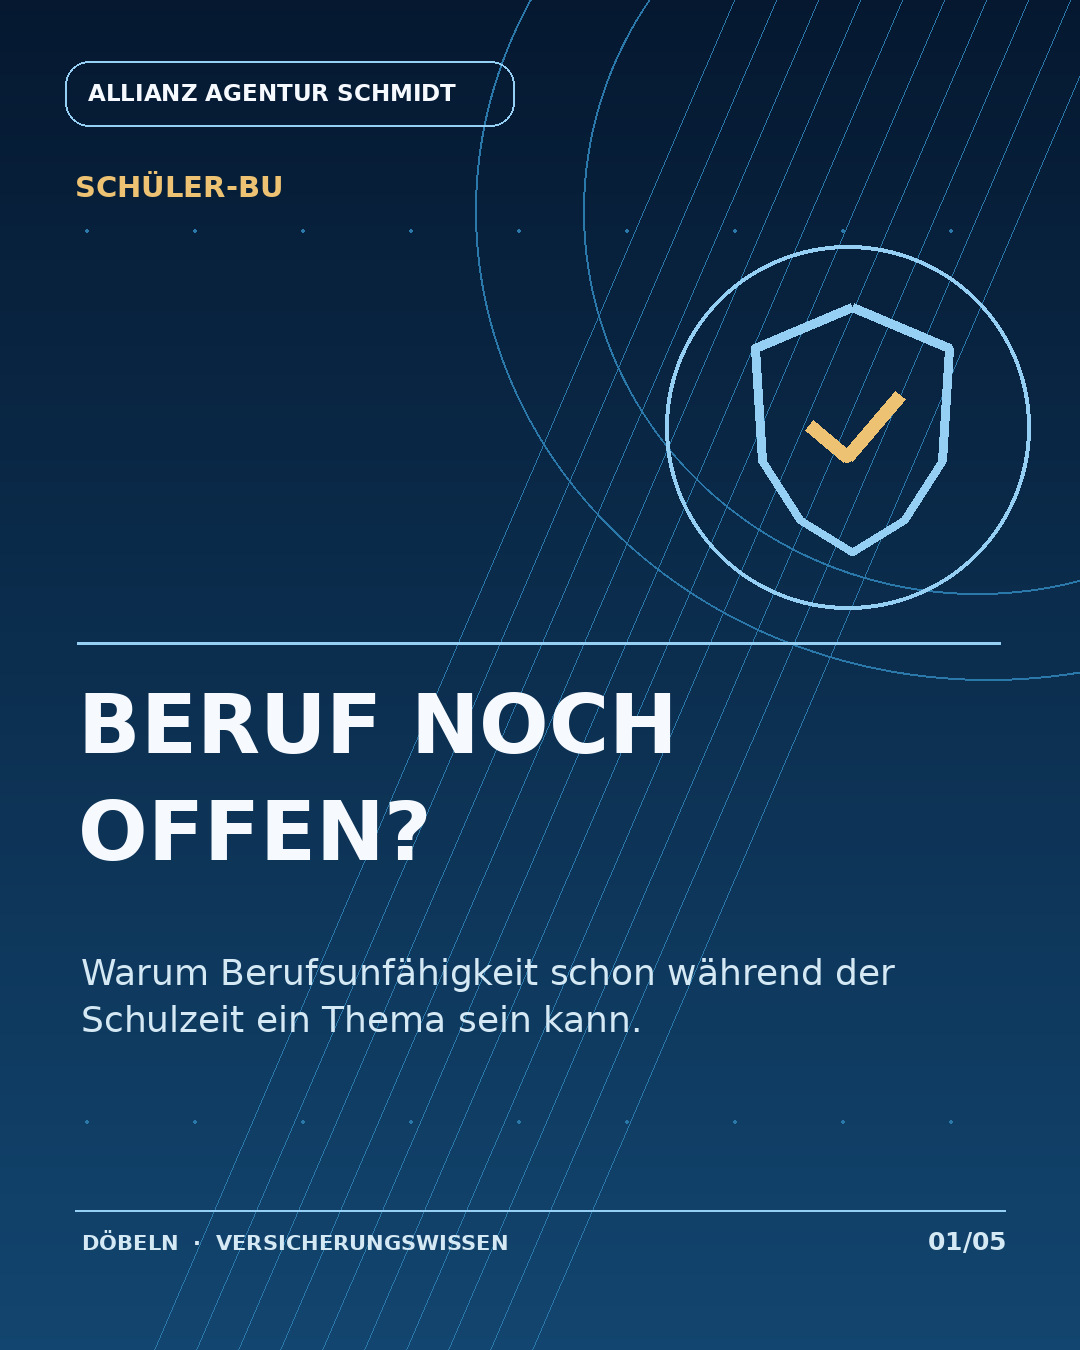 ALLIANZ AGENTUR SCHMIDT
SCHÜLER-BU
BERUF NOCH
OFFEN?
Warum Berufsunfähigkeit schon während der
Schulzeit ein Thema sein kann.
DÖBELN · VERSICHERUNGSWISSEN
01/05